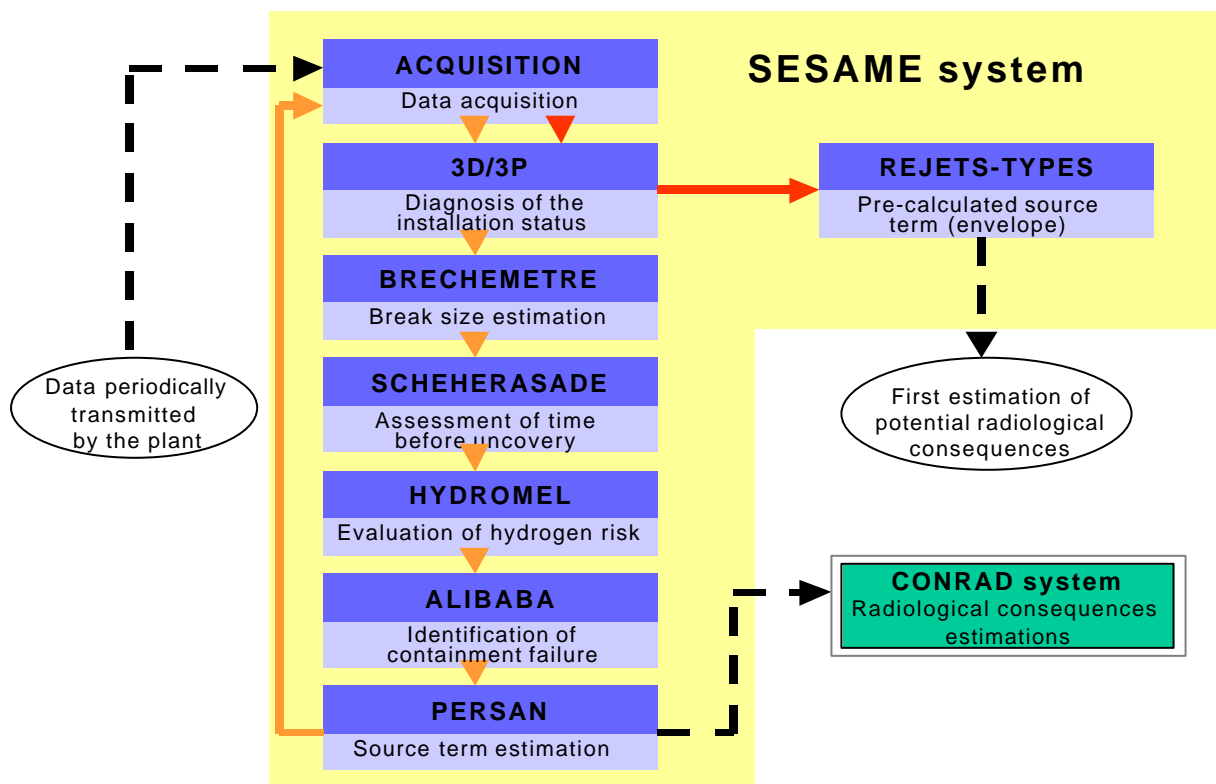 SESAME system
ACQUISITION
Data acquisition
3D/3P
Diagnosis of the
installation status
BRECHEMETRE
Break size estimation
SCHEHERASADE
Assessment of time
before uncovery
HYDROMEL
Evaluation of hydrogen risk
ALIBABA
Identification of
containment failure
PERSAN
Source term estimation
REJETS-TYPES
Pre-calculated source
term (envelope)
Data periodically
transmitted
by the plant
First estimation of
potential radiological
consequences
CONRAD system
Radiological consequences
estimations